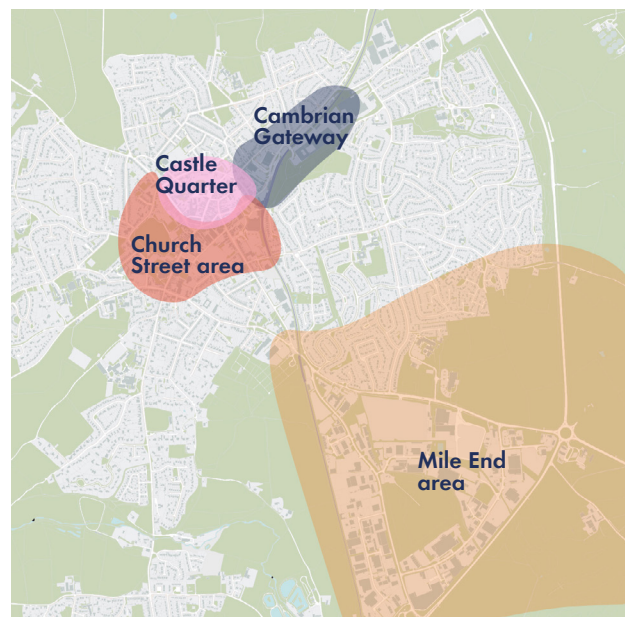 Cambrian
Gateway
Castle
Quarter
Church
Street area
Mile End
area